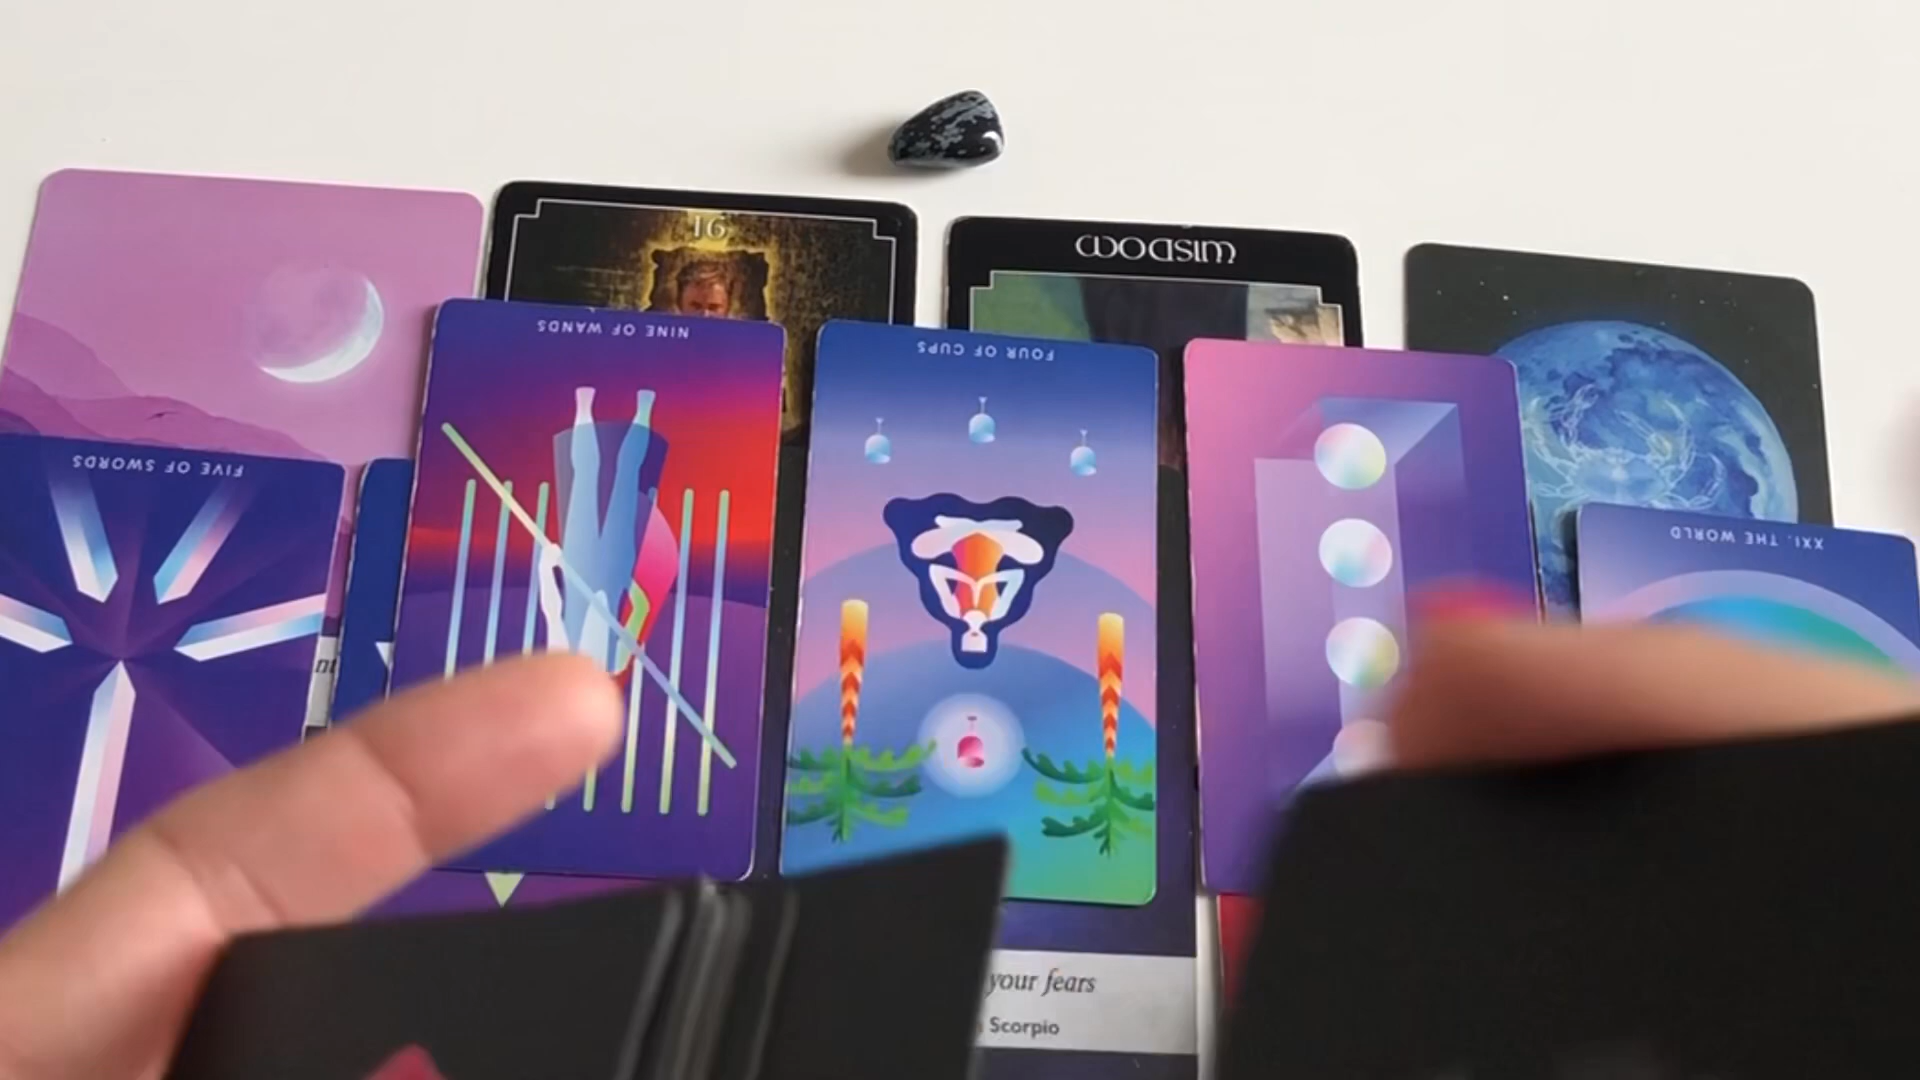 16
WISDOM
NINE OF WANDS
FOUR OF CUPS
FIVE OF SWORDS
XXI. THE WORLD
your fears
Scorpio